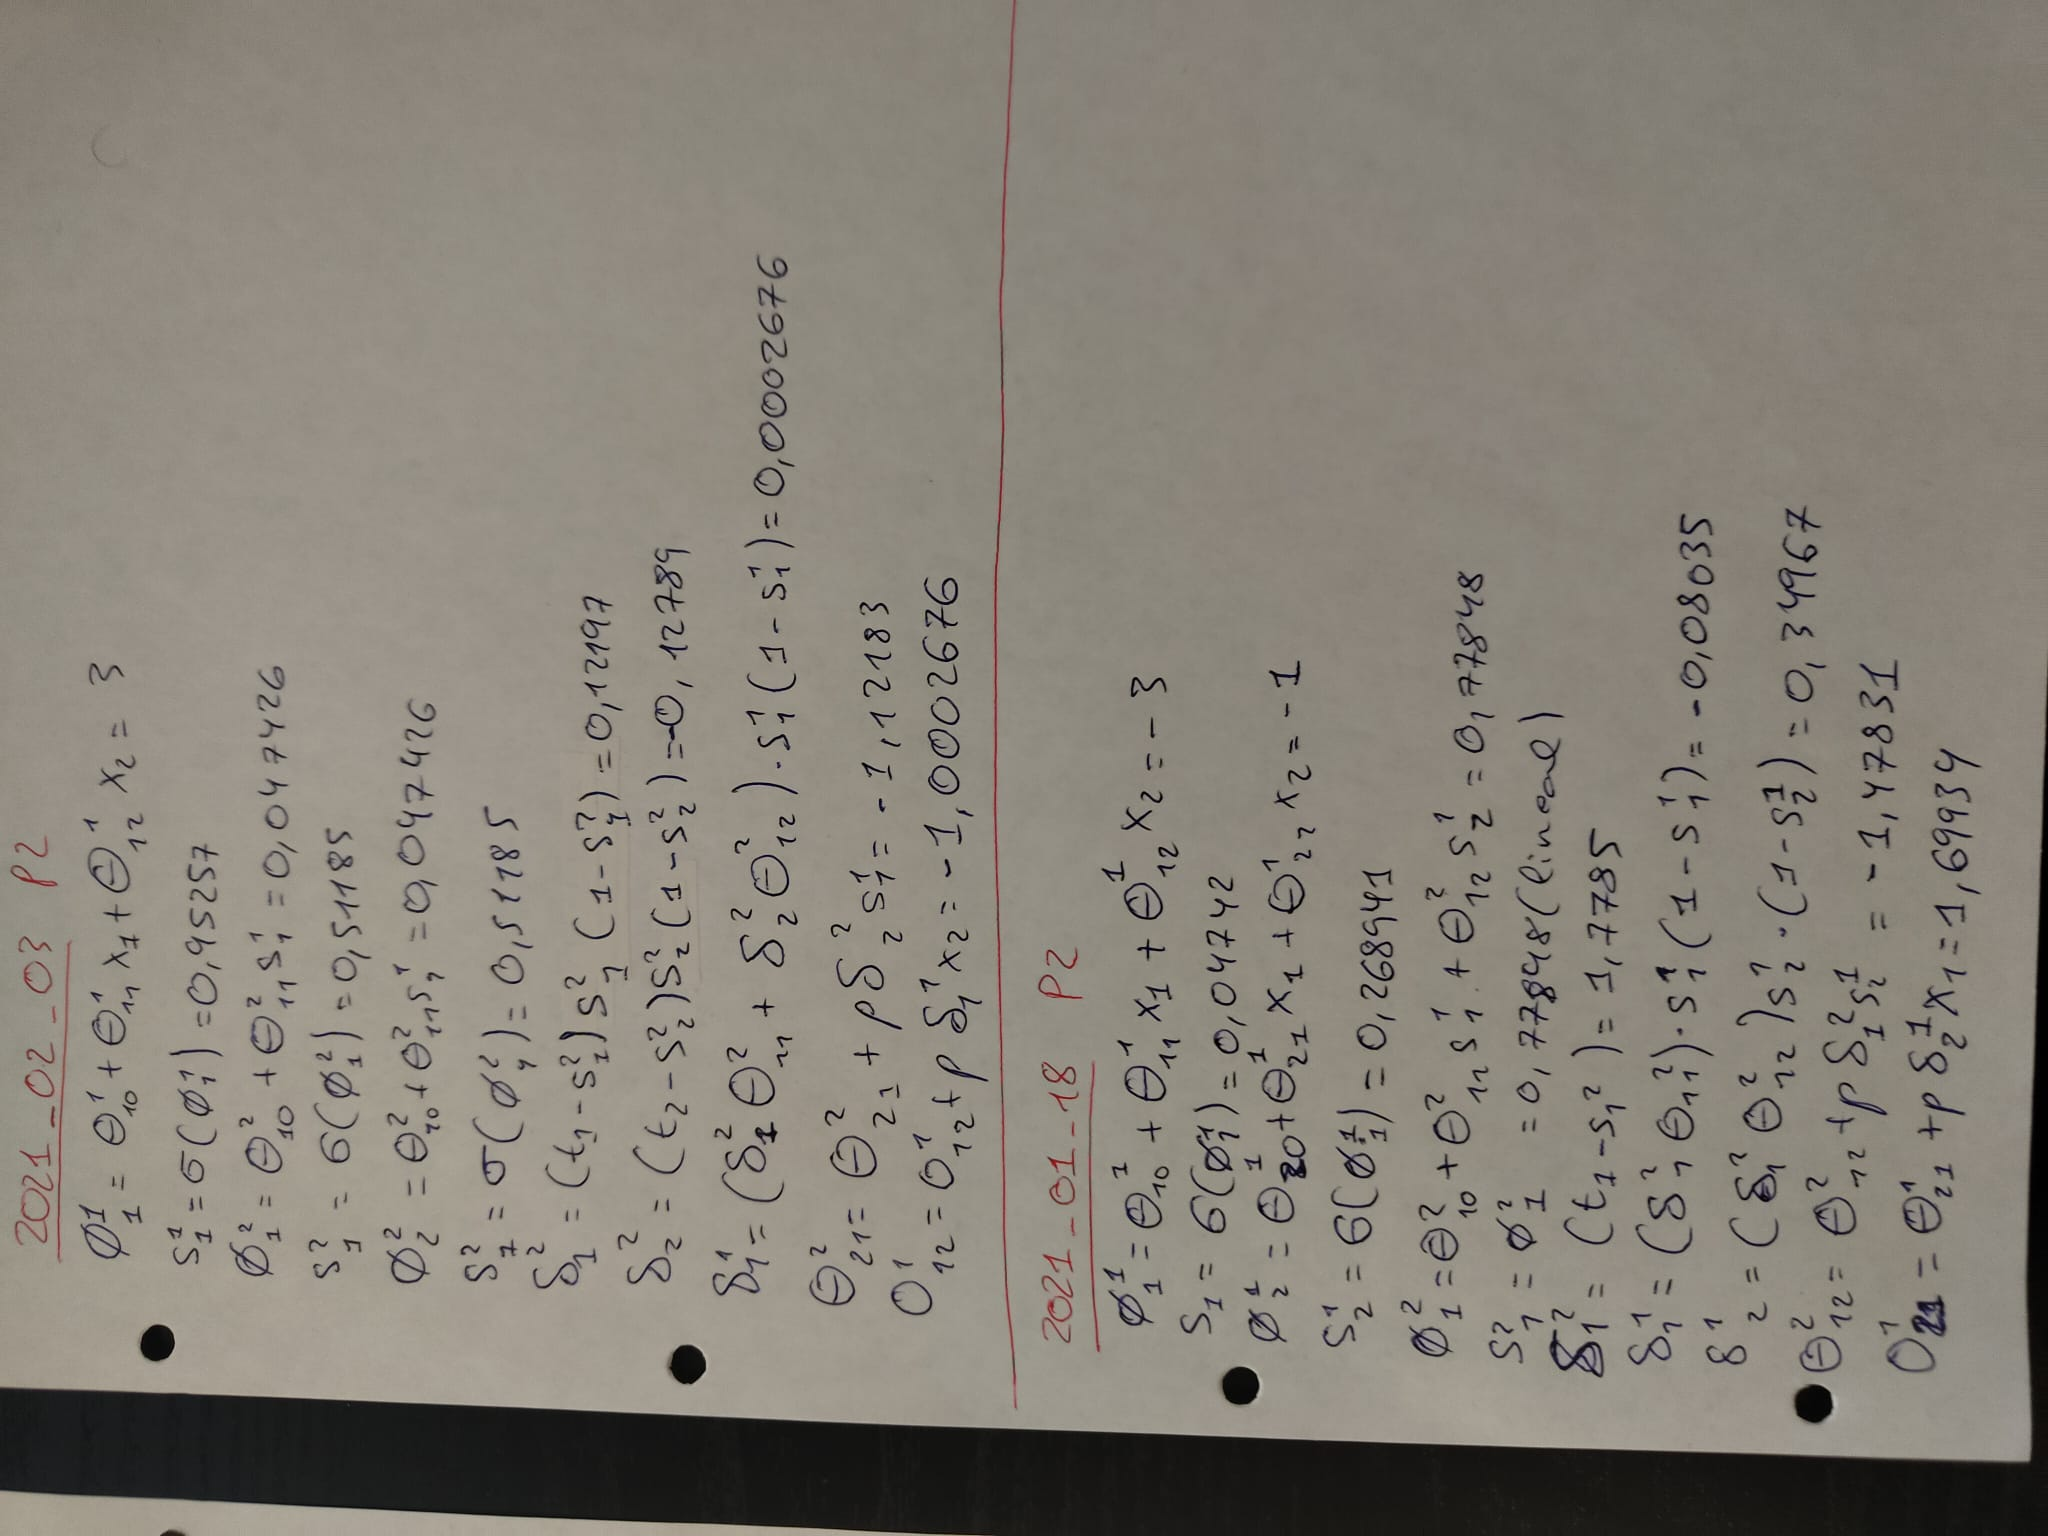 2021_02_03 P2
Ø¹₁ = Θ¹₁₀ + Θ¹₁₁ x₁ + Θ¹₁₂ x₂ = 3
S¹₁ = σ(Ø¹₁) = 0,95257
Ø²₁ = Θ²₁₀ + Θ²₁₁ S¹₁ = 0,047426
S²₁ = σ(Ø²₁) = 0,51185
Ø²₂ = Θ²₂₀ + Θ²₂₁ S¹₁ = 0,047426
S²₂ = σ(Ø²₁) = 0,51185
δ²₁ = (t₁ - S²₁) S²₁ (1 - S²₁) = 0,12197
δ²₂ = (t₂ - S²₂) S²₂ (1 - S²₂) = -0,12789
δ¹₁ = (δ²₁ Θ²₁₁ + δ²₂ Θ²₁₂) · S¹₁ (1 - S¹₁) = 0,0002676
Θ²₂₁ = Θ²₂₁ + ρ δ²₂ S¹₁ = -1,12183
Θ¹₁₂ = Θ¹₁₂ + ρ δ¹₁ x₂ = -1,0002676
2021_01_18 P2
Ø¹₁ = Θ¹₁₀ + Θ¹₁₁ x₁ + Θ¹₁₂ x₂ = -3
S¹₁ = σ(Ø¹₁) = 0,04742
Ø¹₂ = Θ¹₂₀ + Θ¹₂₁ x₁ + Θ¹₂₂ x₂ = -1
S¹₂ = σ(Ø¹₁) = 0,268941
Ø²₁ = Θ²₁₀ + Θ²₁₁ S¹₁ + Θ²₁₂ S¹₂ = 0,77848
S²₁ = Ø²₁ = 0,77848 (lineal)
δ²₁ = (t₁ - S₁²) = 1,7785
δ¹₁ = (δ²₁ Θ₁₁²) · S¹₁ (1 - S¹₁) = -0,08035
δ¹₂ = (δ²₁ Θ²₁₂) S¹₂ · (1 - S¹₂) = 0,34967
Θ²₁₂ = Θ²₁₂ + ρ δ²₁ S¹₂ = -1,47831
Θ¹₂₁ = Θ¹₂₁ + ρ δ¹₂ x₁ = 1,69934